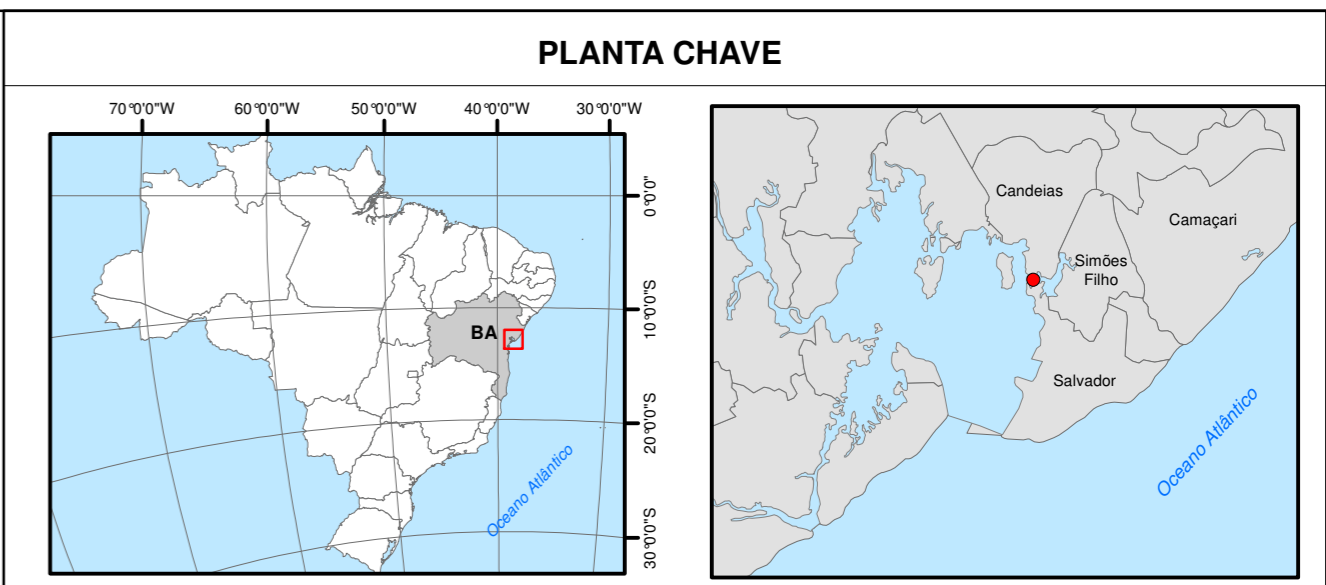 PLANTA CHAVE
70°0'0"W 60°0'0"W 50°0'0"W 40°0'0"W 30°0'0"W
0°0'0"
10°0'0"S
20°0'0"S
30°0'0"S
BA
Oceano Atlântico
Candeias
Camaçari
Simões
Filho
Salvador
Oceano Atlântico